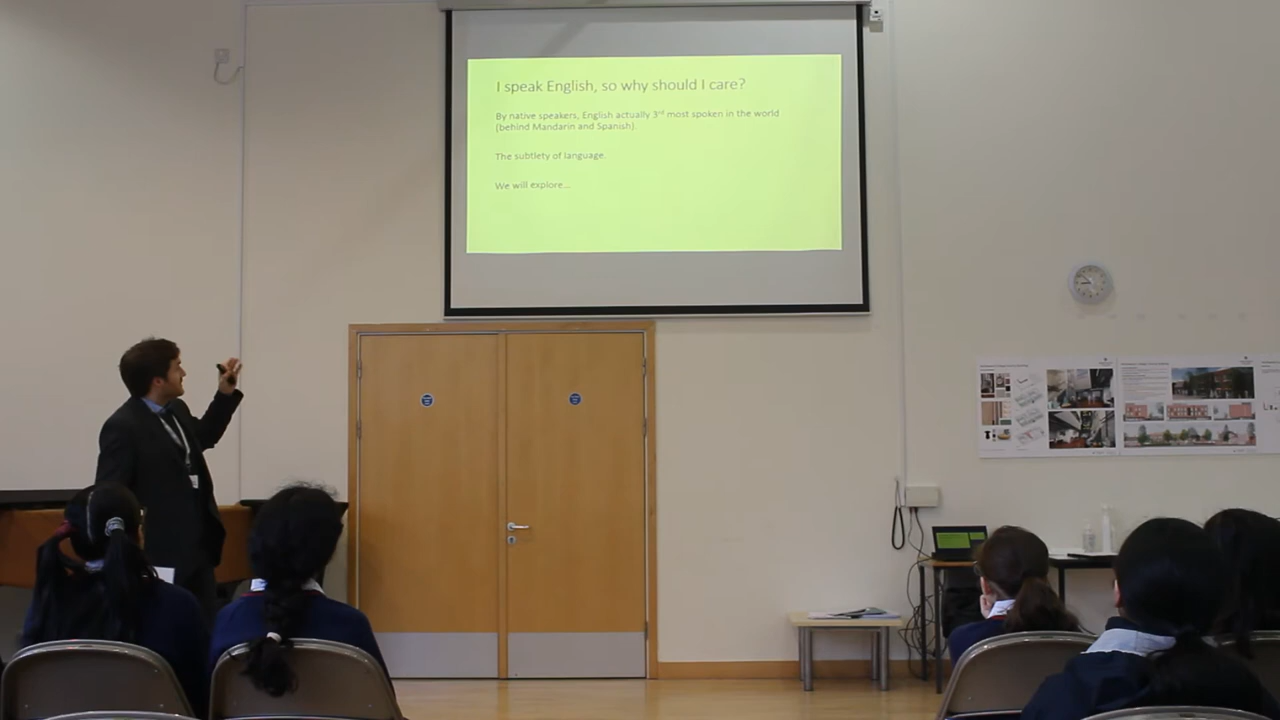 I speak English, so why should I care?
By native speakers, English actually 3rd most spoken in the world
(behind Mandarin and Spanish).
The subtlety of language.
We will explore...